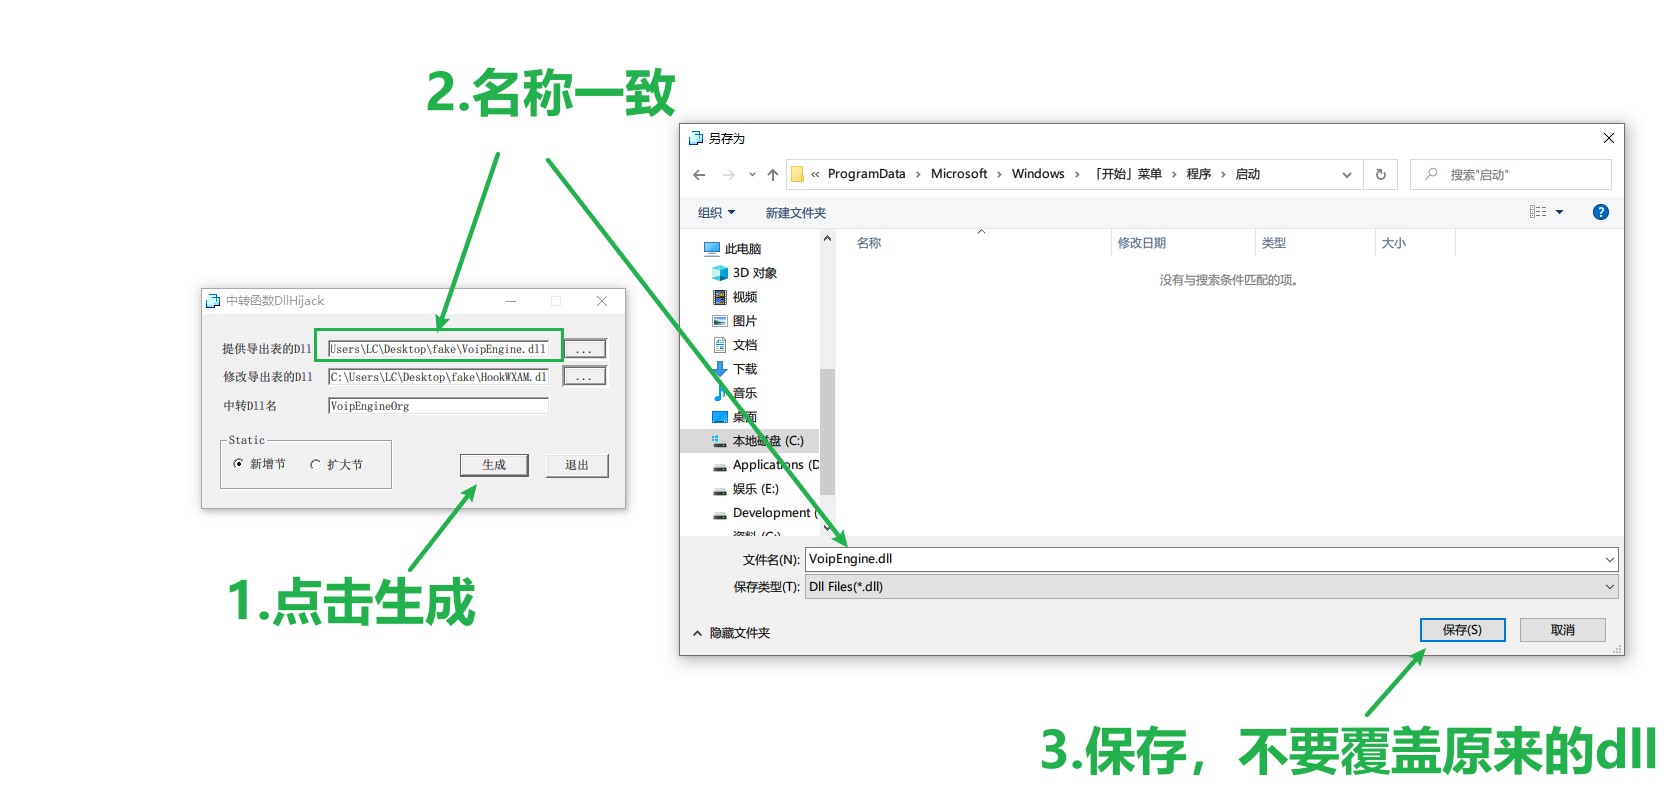 2.名称一致
另存为
« ProgramData › Microsoft › Windows › 「开始」菜单 › 程序 › 启动
搜索"启动"
组织
新建文件夹
此电脑
3D 对象
视频
图片
文档
下载
音乐
桌面
本地磁盘 (C:)
Applications (D
娱乐 (E:)
Development (
名称
修改日期
类型
大小
没有与搜索条件匹配的项。
文件名(N):
VoipEngine.dll
保存类型(T):
Dll Files(*.dll)
隐藏文件夹
保存(S)
取消
中转函数DllHijack
提供导出表的Dll
Users\LC\Desktop\fake\VoipEngine.dll
...
修改导出表的Dll
C:\Users\LC\Desktop\fake\HookWXAM.dl
...
中转Dll名
VoipEngineOrg
Static
新增节
扩大节
生成
退出
1.点击生成
3.保存，不要覆盖原来的dll